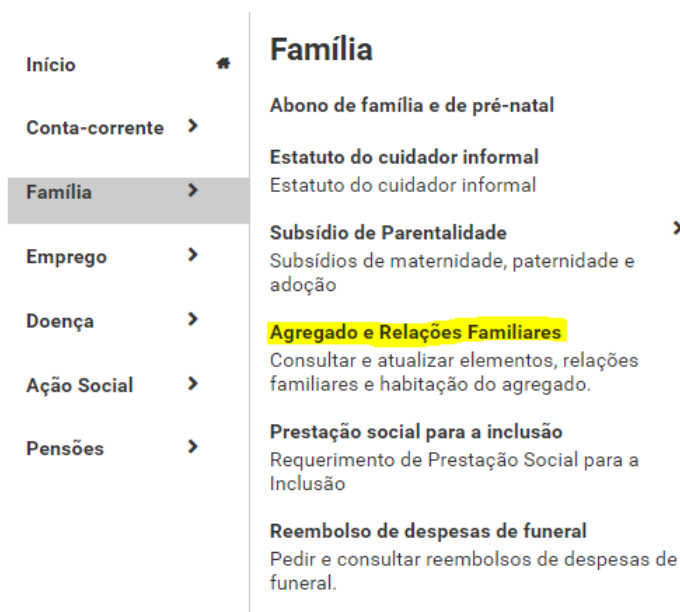 Início
Conta-corrente
Família
Emprego
Doença
Ação Social
Pensões
Família
Abono de família e de pré-natal
Estatuto do cuidador informal
Estatuto do cuidador informal
Subsídio de Parentalidade
Subsídios de maternidade, paternidade e
adoção
Agregado e Relações Familiares
Consultar e atualizar elementos, relações
familiares e habitação do agregado.
Prestação social para a inclusão
Requerimento de Prestação Social para a
Inclusão
Reembolso de despesas de funeral
Pedir e consultar reembolsos de despesas de
funeral.